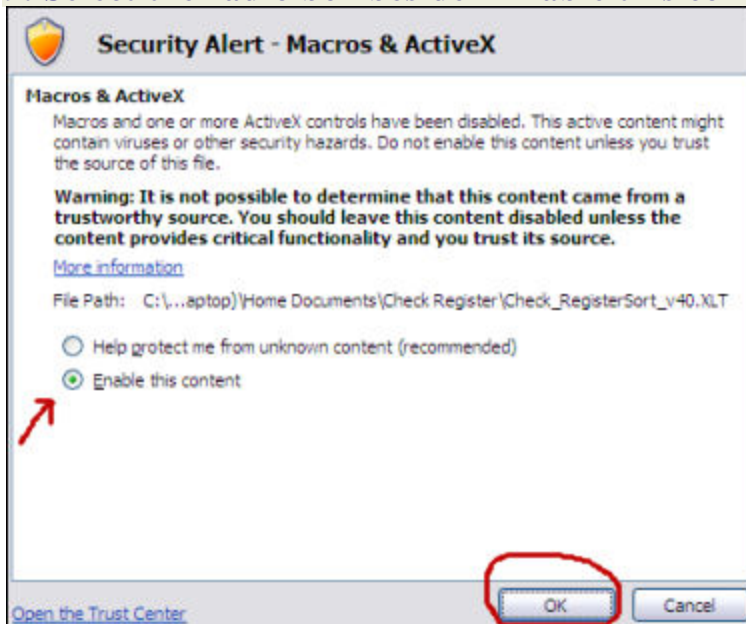 Security Alert - Macros & ActiveX
Macros & ActiveX
Macros and one or more ActiveX controls have been disabled. This active content might
contain viruses or other security hazards. Do not enable this content unless you trust
the source of this file.
Warning: It is not possible to determine that this content came from a
trustworthy source. You should leave this content disabled unless the
content provides critical functionality and you trust its source.
More information
File Path: C:\...aptop)\Home Documents\Check Register\Check_RegisterSort_v40.XLT
Help protect me from unknown content (recommended)
Enable this content
Open the Trust Center
OK
Cancel